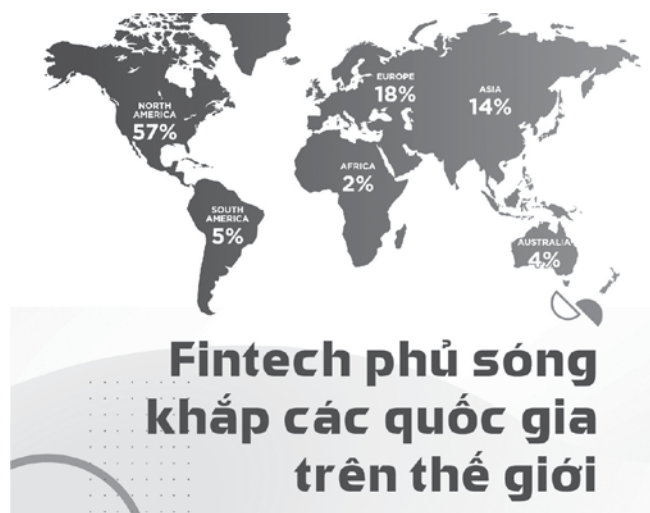 NORTH
AMERICA
57%
EUROPE
18%
ASIA
14%
AFRICA
2%
SOUTH
AMERICA
5%
AUSTRALIA
4%
Fintech phủ sóng
khắp các quốc gia
trên thế giới